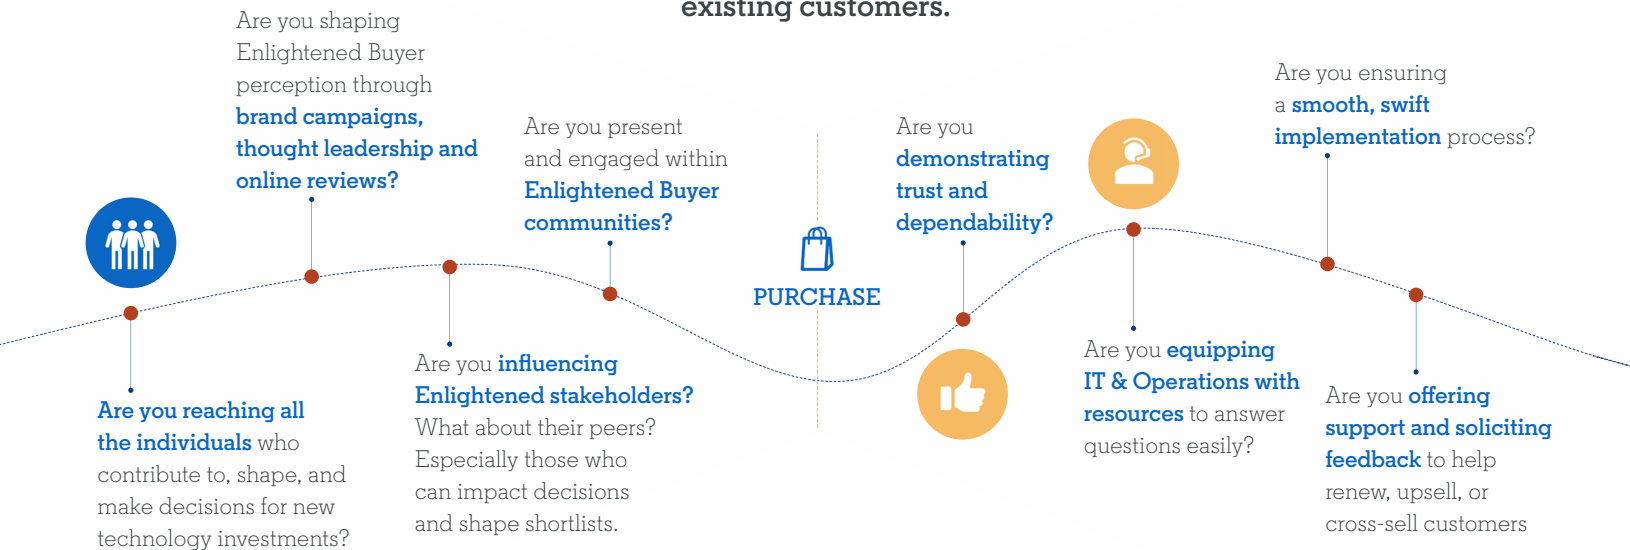 existing customers.
Are you shaping
Enlightened Buyer
perception through
brand campaigns,
thought leadership and
online reviews?
Are you present
and engaged within
Enlightened Buyer
communities?
Are you
demonstrating
trust and
dependability?
Are you ensuring
a smooth, swift
implementation process?
PURCHASE
Are you reaching all
the individuals who
contribute to, shape, and
make decisions for new
technology investments?
Are you influencing
Enlightened stakeholders?
What about their peers?
Especially those who
can impact decisions
and shape shortlists.
Are you equipping
IT & Operations with
resources to answer
questions easily?
Are you offering
support and soliciting
feedback to help
renew, upsell, or
cross-sell customers